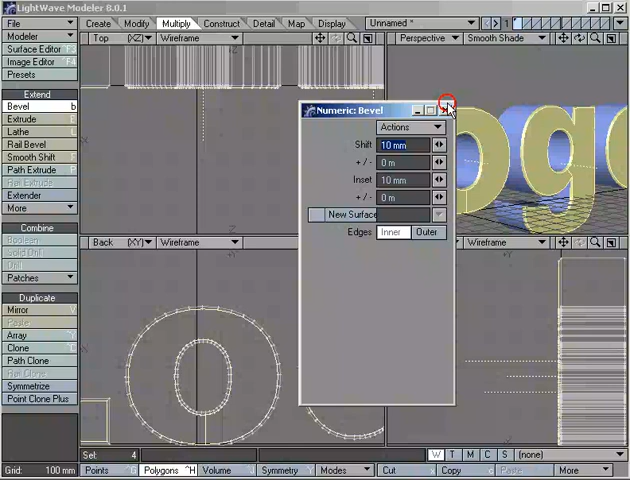 LightWave Modeler 8.0.1
File
Create Modify Multiply Construct Detail Map Display Unnamed *
Modeler
Top (XZ) Wireframe Perspective Smooth Shade
Surface Editor F3
Image Editor F4
Presets
Extend
Bevel b
Extrude E
Lathe L
Rail Bevel
Smooth Shift F
Path Extrude P
Rail Extrude
Extender
More
Combine
Boolean
Solid Drill
Drill
Patches
Duplicate
Mirror V
Paste
Array ^Y
Clone ^C
Path Clone
Rail Clone
Symmetrize
Point Clone Plus
Numeric: Bevel
Actions
Shift 10 mm
+ / - 0 m
Inset 10 mm
+ / - 0 m
New Surface
Edges Inner Outer
Back (XY) Wireframe Wireframe
logo
Sel: 4 W T M C S (none)
Grid: 100 mm Points ^G Polygons ^H Volume ^J Symmetry Y Modes Cut x Copy c Paste More